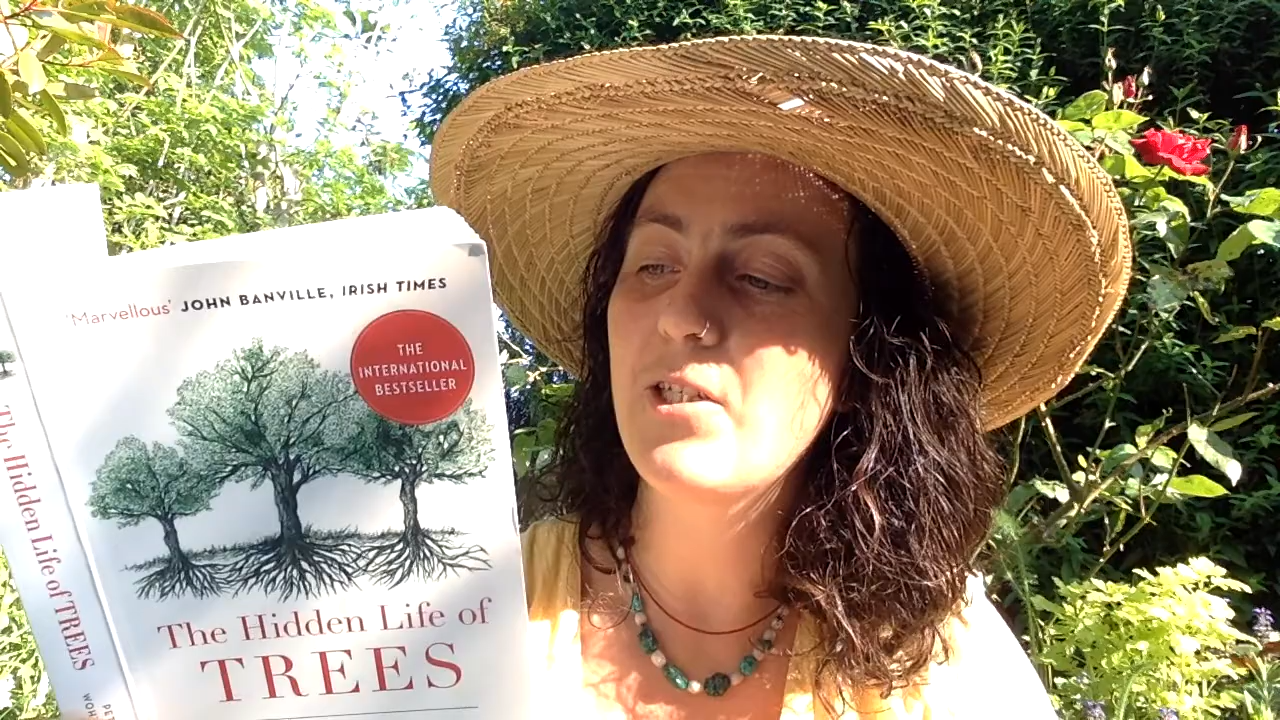 'Marvellous' JOHN BANVILLE, IRISH TIMES
THE
INTERNATIONAL
BESTSELLER
The Hidden Life of
TREES
The Hidden Life of TREES